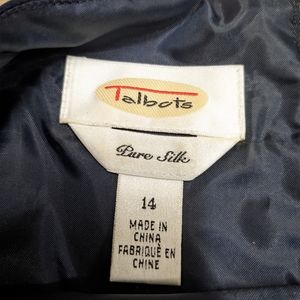 Talbots
Pure Silk
14
MADE IN
CHINA
FABRIQUÉ EN
CHINE